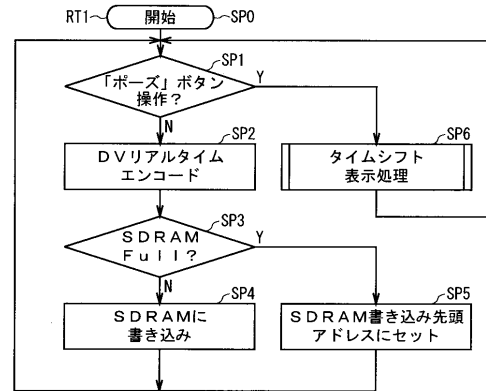 RT1
開始
SP0
SP1
「ポーズ」ボタン
操作?
Y
N
SP2
DVリアルタイム
エンコード
SP6
タイムシフト
表示処理
SP3
SDRAM
Full?
Y
N
SP4
SDRAMに
書き込み
SP5
SDRAM書き込み先頭
アドレスにセット